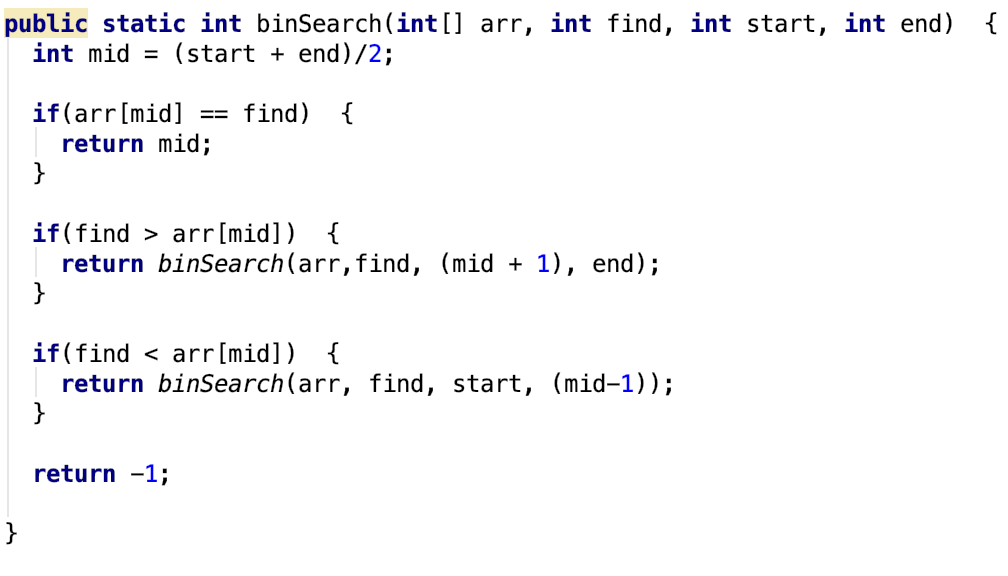 public static int binSearch(int[] arr, int find, int start, int end)  {
  int mid = (start + end)/2;

  if(arr[mid] == find)  {
    return mid;
  }

  if(find > arr[mid])  {
    return binSearch(arr,find, (mid + 1), end);
  }

  if(find < arr[mid])  {
    return binSearch(arr, find, start, (mid-1));
  }

  return -1;

}